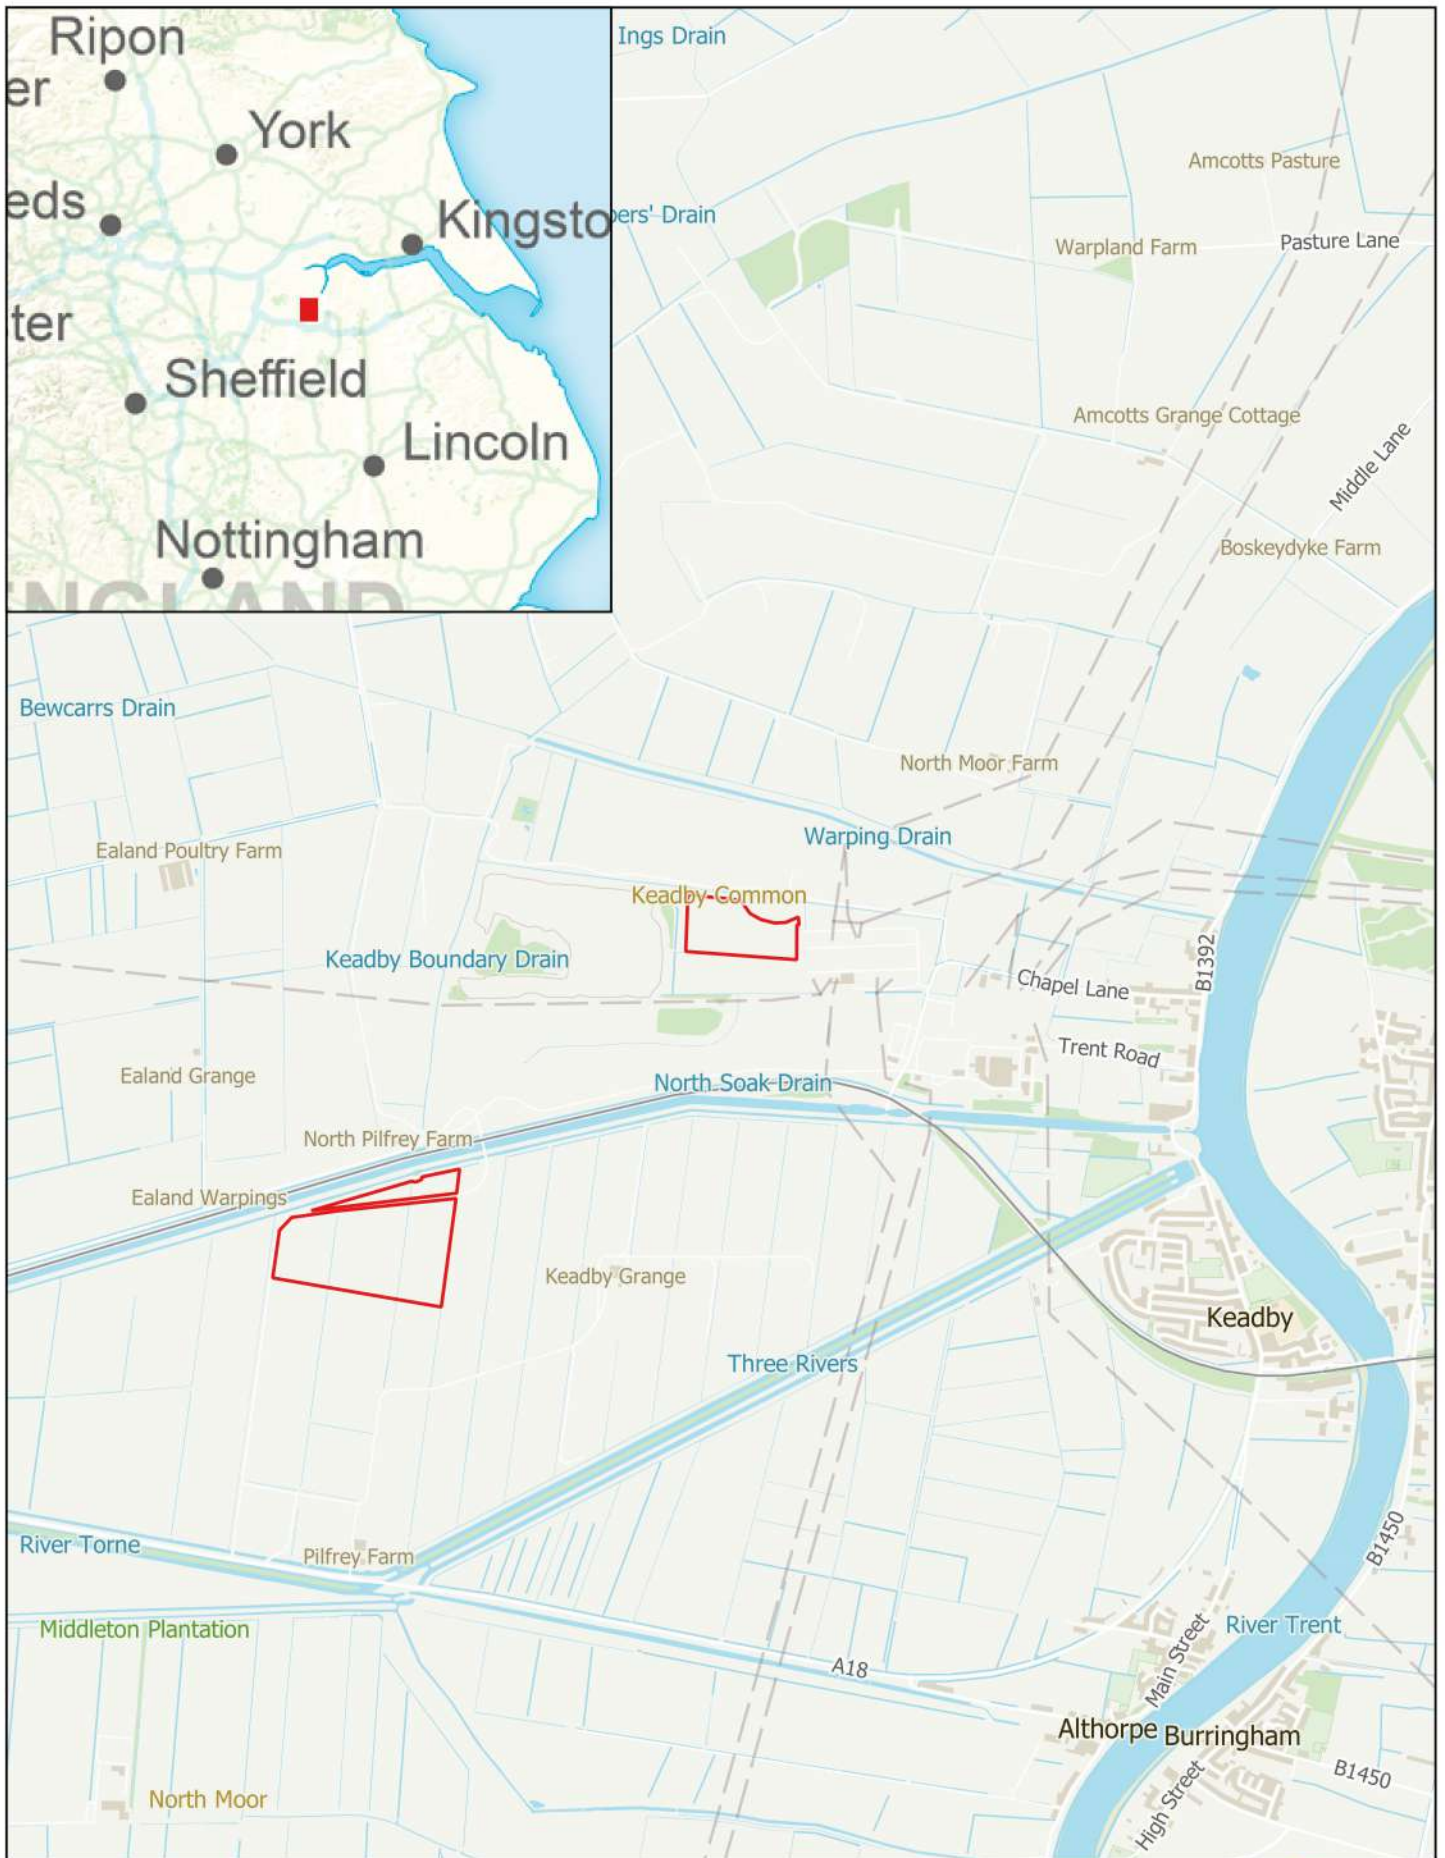 Ripon
er
York
eds
Kingsto
ter
Sheffield
Lincoln
Nottingham
ENGLAND
Ings Drain
pers' Drain
Amcotts Pasture
Warpland Farm
Pasture Lane
Amcotts Grange Cottage
Middle Lane
Boskeydyke Farm
Bewcarrs Drain
North Moor Farm
Warping Drain
Ealand Poultry Farm
Keadby Common
Keadby Boundary Drain
B1392
Chapel Lane
Trent Road
Ealand Grange
North Soak Drain
North Pilfrey Farm
Ealand Warpings
Keadby Grange
Keadby
Three Rivers
River Torne
Pilfrey Farm
B1450
Middleton Plantation
River Trent
Main Street
A18
Althorpe
Burringham
B1450
North Moor
High Street